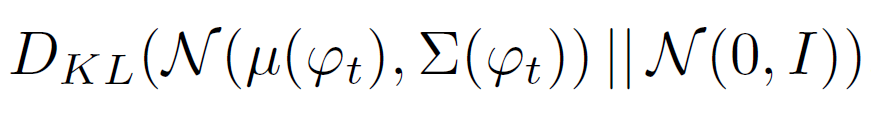 D_{KL}(\mathcal{N}(\mu(\varphi_t), \Sigma(\varphi_t)) \,||\, \mathcal{N}(0, I))